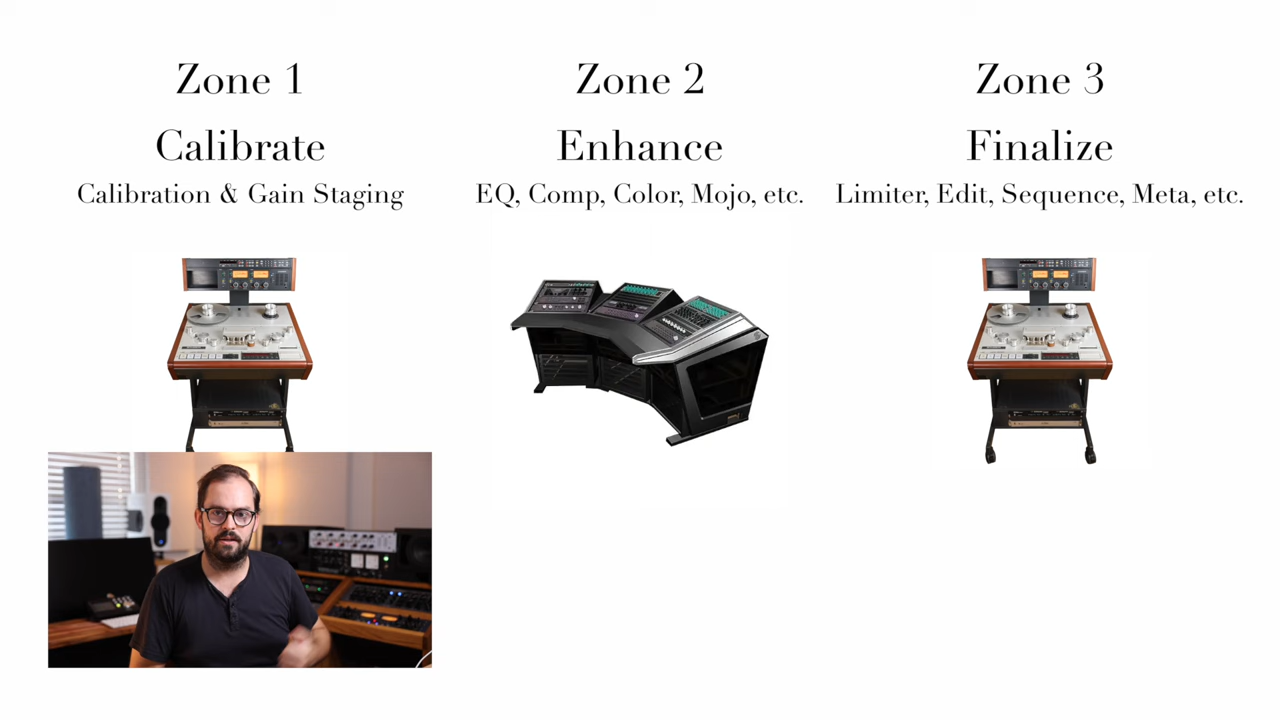 Zone 1
Calibrate
Calibration & Gain Staging
Zone 2
Enhance
EQ, Comp, Color, Mojo, etc.
Zone 3
Finalize
Limiter, Edit, Sequence, Meta, etc.